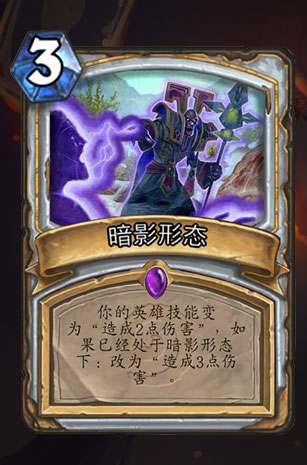 3
暗影形态
你的英雄技能变
为“造成2点伤害”，如
果已经处于暗影形态
下：改为“造成3点伤
害”。